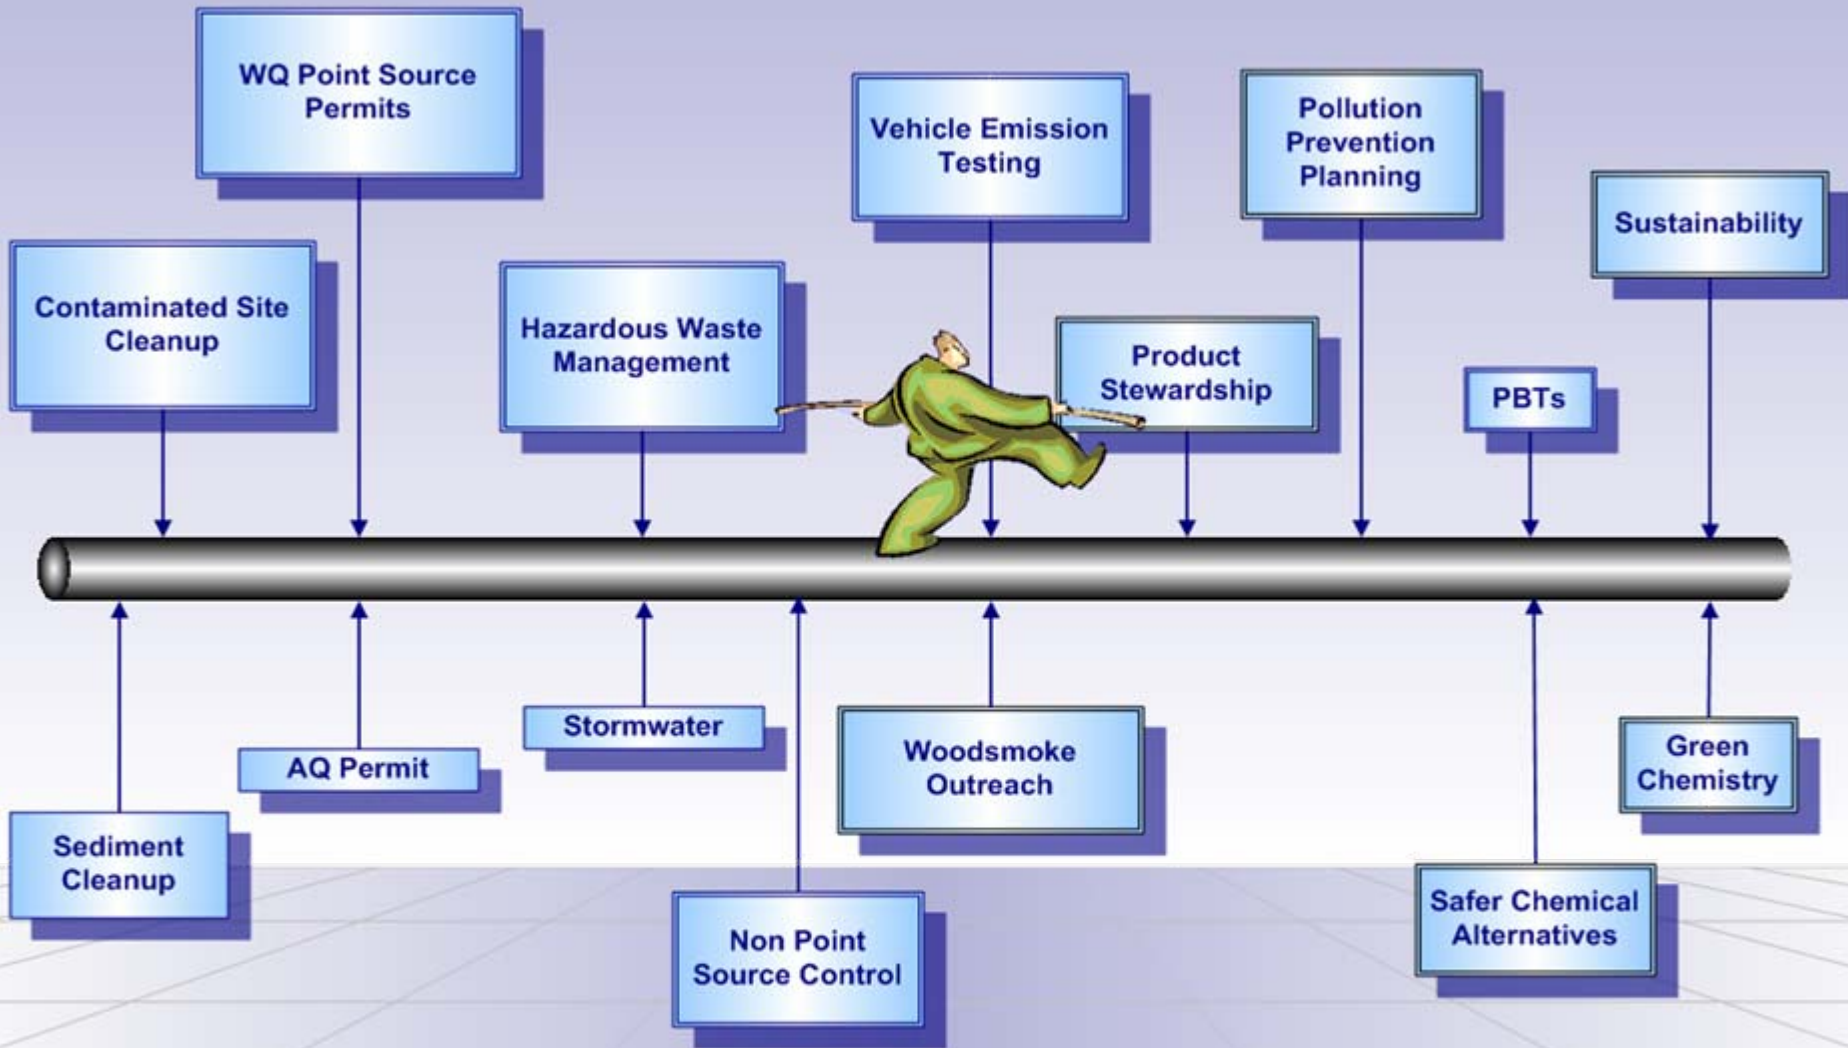 WQ Point Source
Permits
Vehicle Emission
Testing
Pollution
Prevention
Planning
Sustainability
Contaminated Site
Cleanup
Hazardous Waste
Management
Product
Stewardship
PBTs
Sediment
Cleanup
AQ Permit
Stormwater
Non Point
Source Control
Woodsmoke
Outreach
Safer Chemical
Alternatives
Green
Chemistry